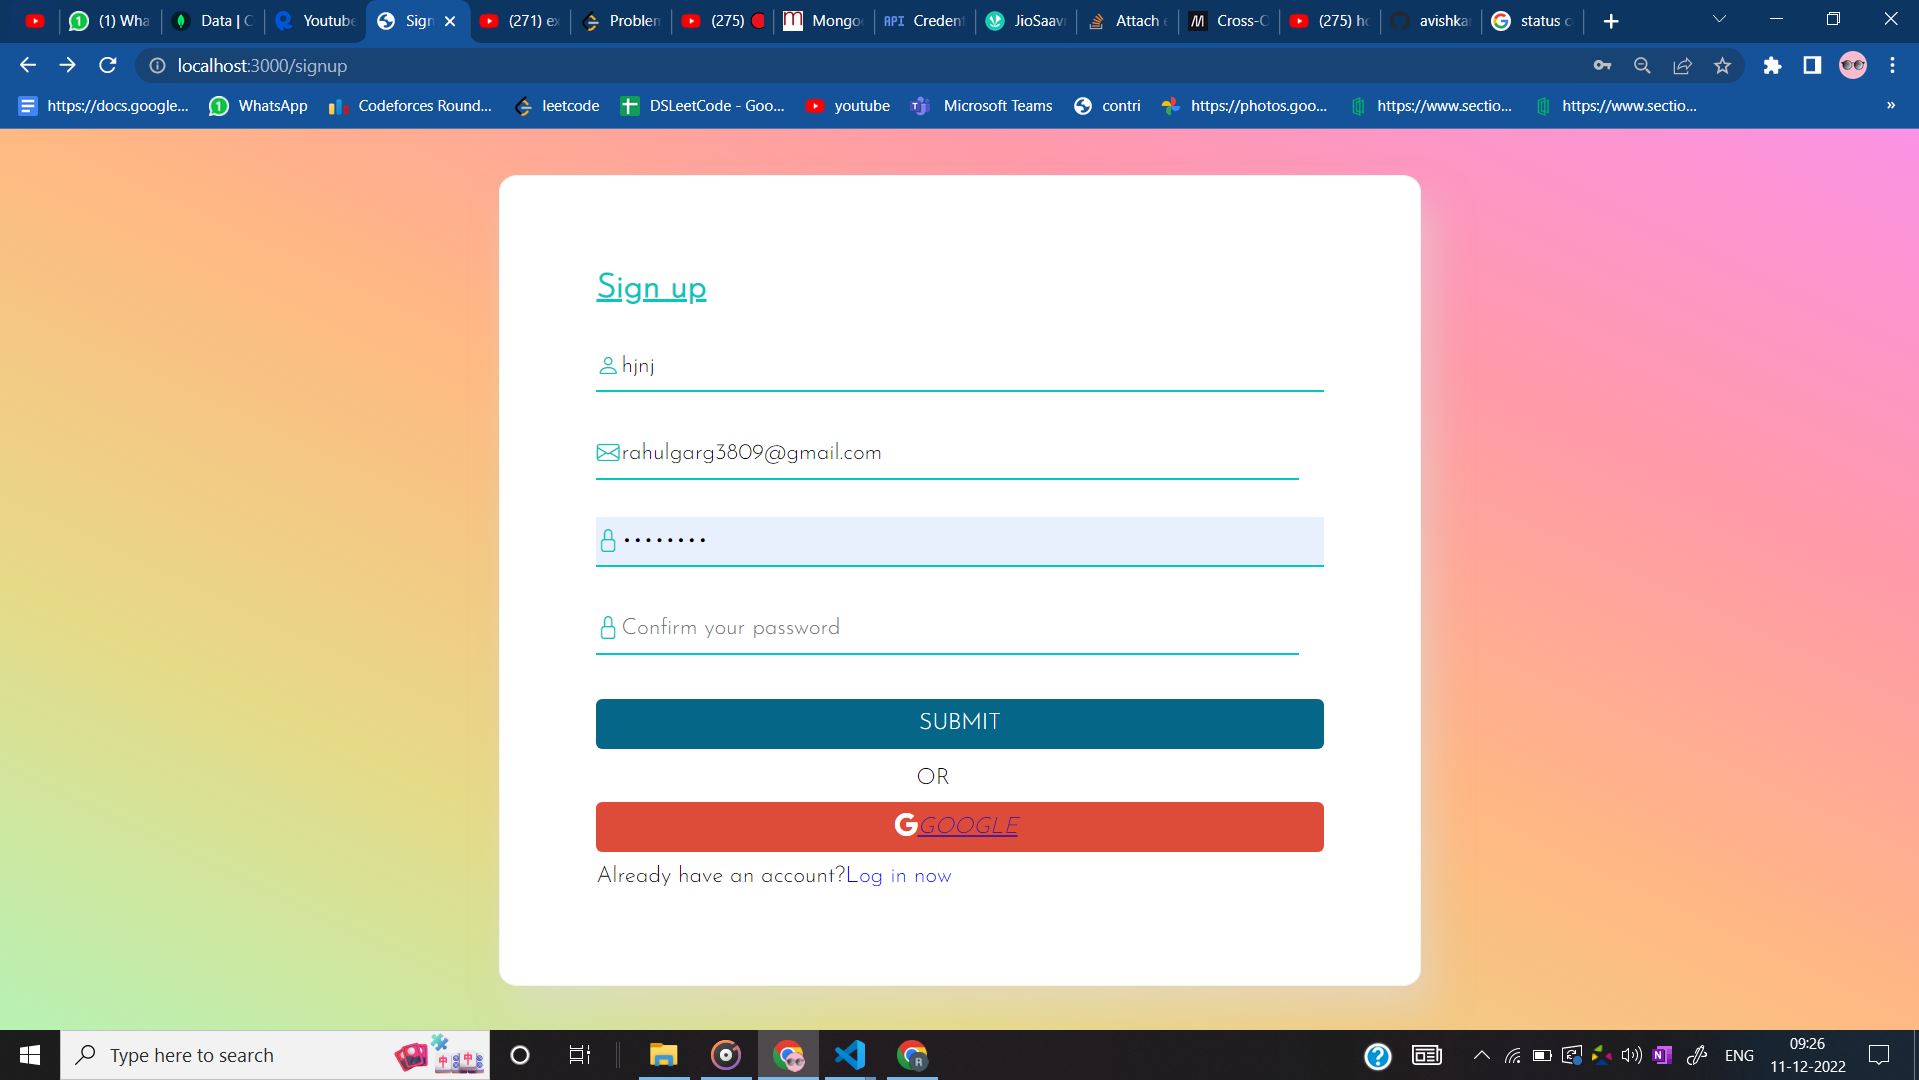 (1) Wha
Data | C
Youtube
Sign
(271) ex
Problem
(275)
Mongo
API Credent
JioSaav
Attach e
Cross-O
(275) ho
avishka
status c
localhost:3000/signup
https://docs.google...
WhatsApp
Codeforces Round...
leetcode
DSLeetCode - Goo...
youtube
Microsoft Teams
contri
https://photos.goo...
https://www.sectio...
https://www.sectio...
»
Sign up
hjnj
rahulgarg3809@gmail.com
••••••••
Confirm your password
SUBMIT
OR
GOOGLE
Already have an account?Log in now
Type here to search
ENG
09:26
11-12-2022